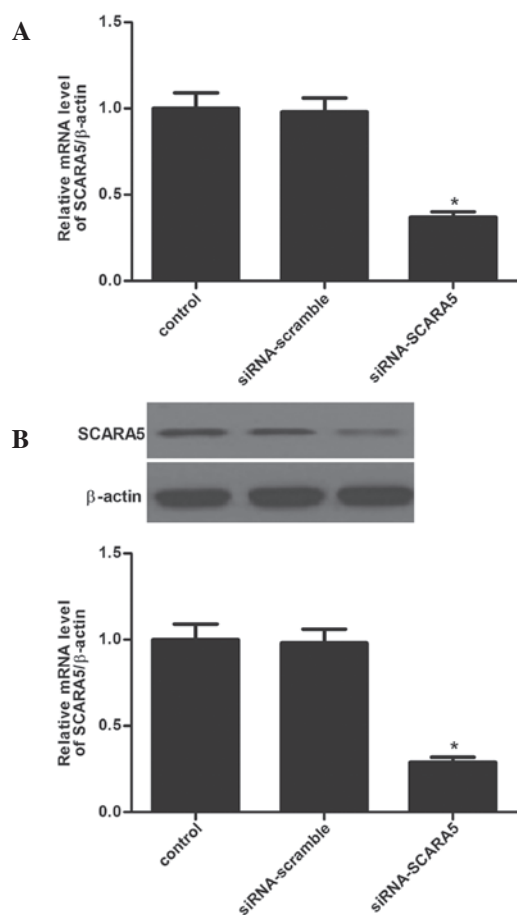 A
Relative mRNA level
of SCARA5/β-actin
1.5
1.0
0.5
0.0
*
control
siRNA-scramble
siRNA-SCARA5
B
SCARA5
β-actin
Relative mRNA level
of SCARA5/β-actin
1.5
1.0
0.5
0.0
*
control
siRNA-scramble
siRNA-SCARA5